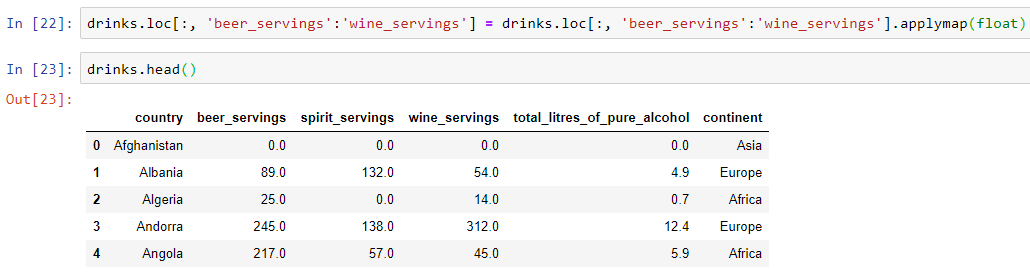 In [22]: drinks.loc[:, 'beer_servings':'wine_servings'] = drinks.loc[:, 'beer_servings':'wine_servings'].applymap(float)
In [23]: drinks.head()
Out[23]:
country beer_servings spirit_servings wine_servings total_litres_of_pure_alcohol continent
0 Afghanistan 0.0 0.0 0.0 0.0 Asia
1 Albania 89.0 132.0 54.0 4.9 Europe
2 Algeria 25.0 0.0 14.0 0.7 Africa
3 Andorra 245.0 138.0 312.0 12.4 Europe
4 Angola 217.0 57.0 45.0 5.9 Africa